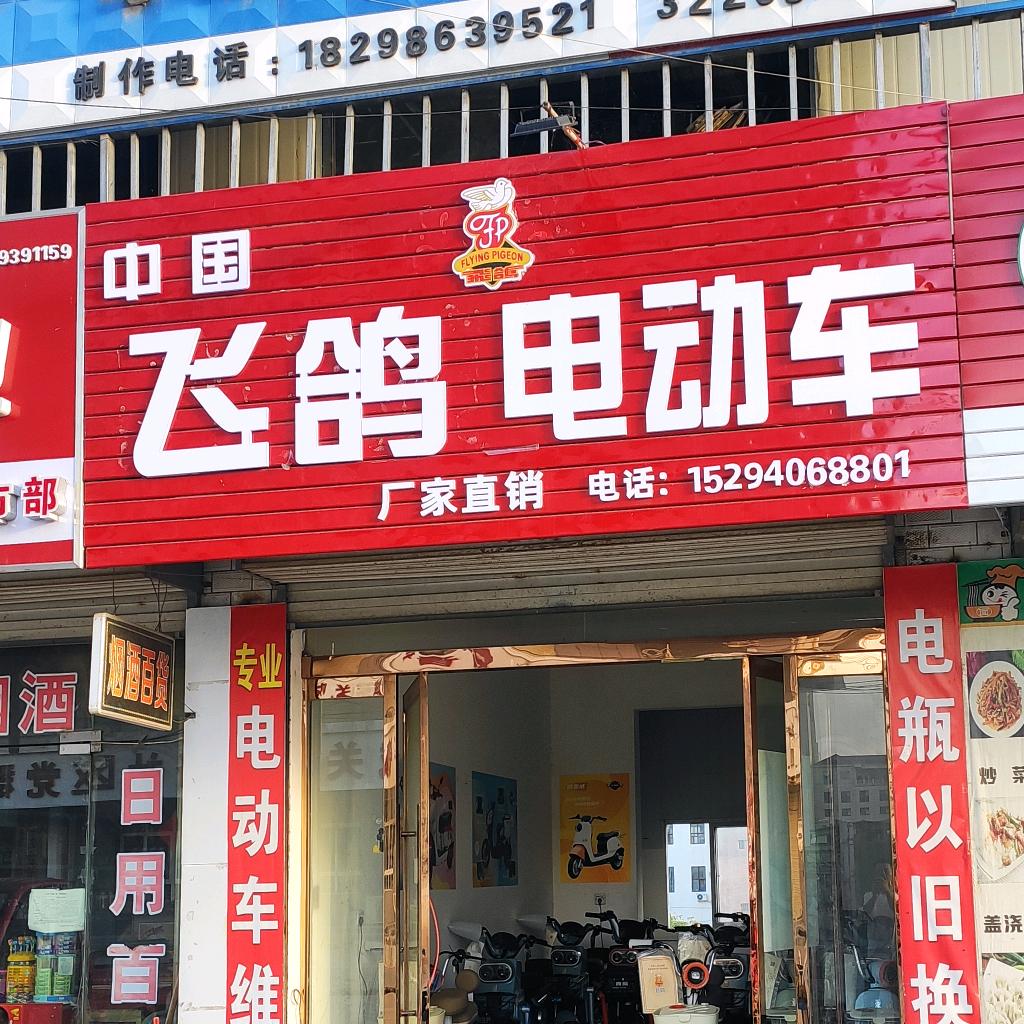 制作电话：18298639521
9391159
中国
FP
FLYING PIGEON
飞鸽
飞鸽 电动车
厂家直销 电话：15294068801
部
烟酒百货
酒
日用百
专业
电动车维
电瓶以旧换
炒菜
盖浇